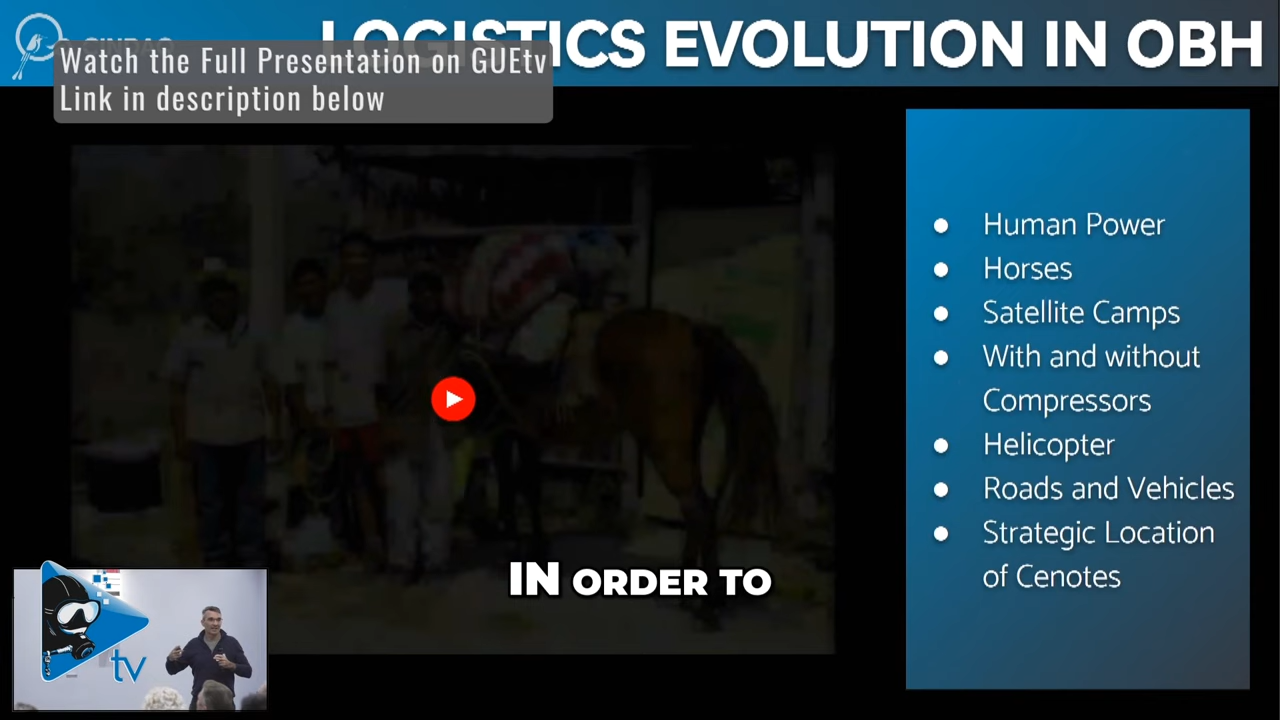 LOGISTICS EVOLUTION IN OBH
Watch the Full Presentation on GUEtv
Link in description below
Human Power
Horses
Satellite Camps
With and without
Compressors
Helicopter
Roads and Vehicles
Strategic Location
of Cenotes
IN ORDER TO
tv